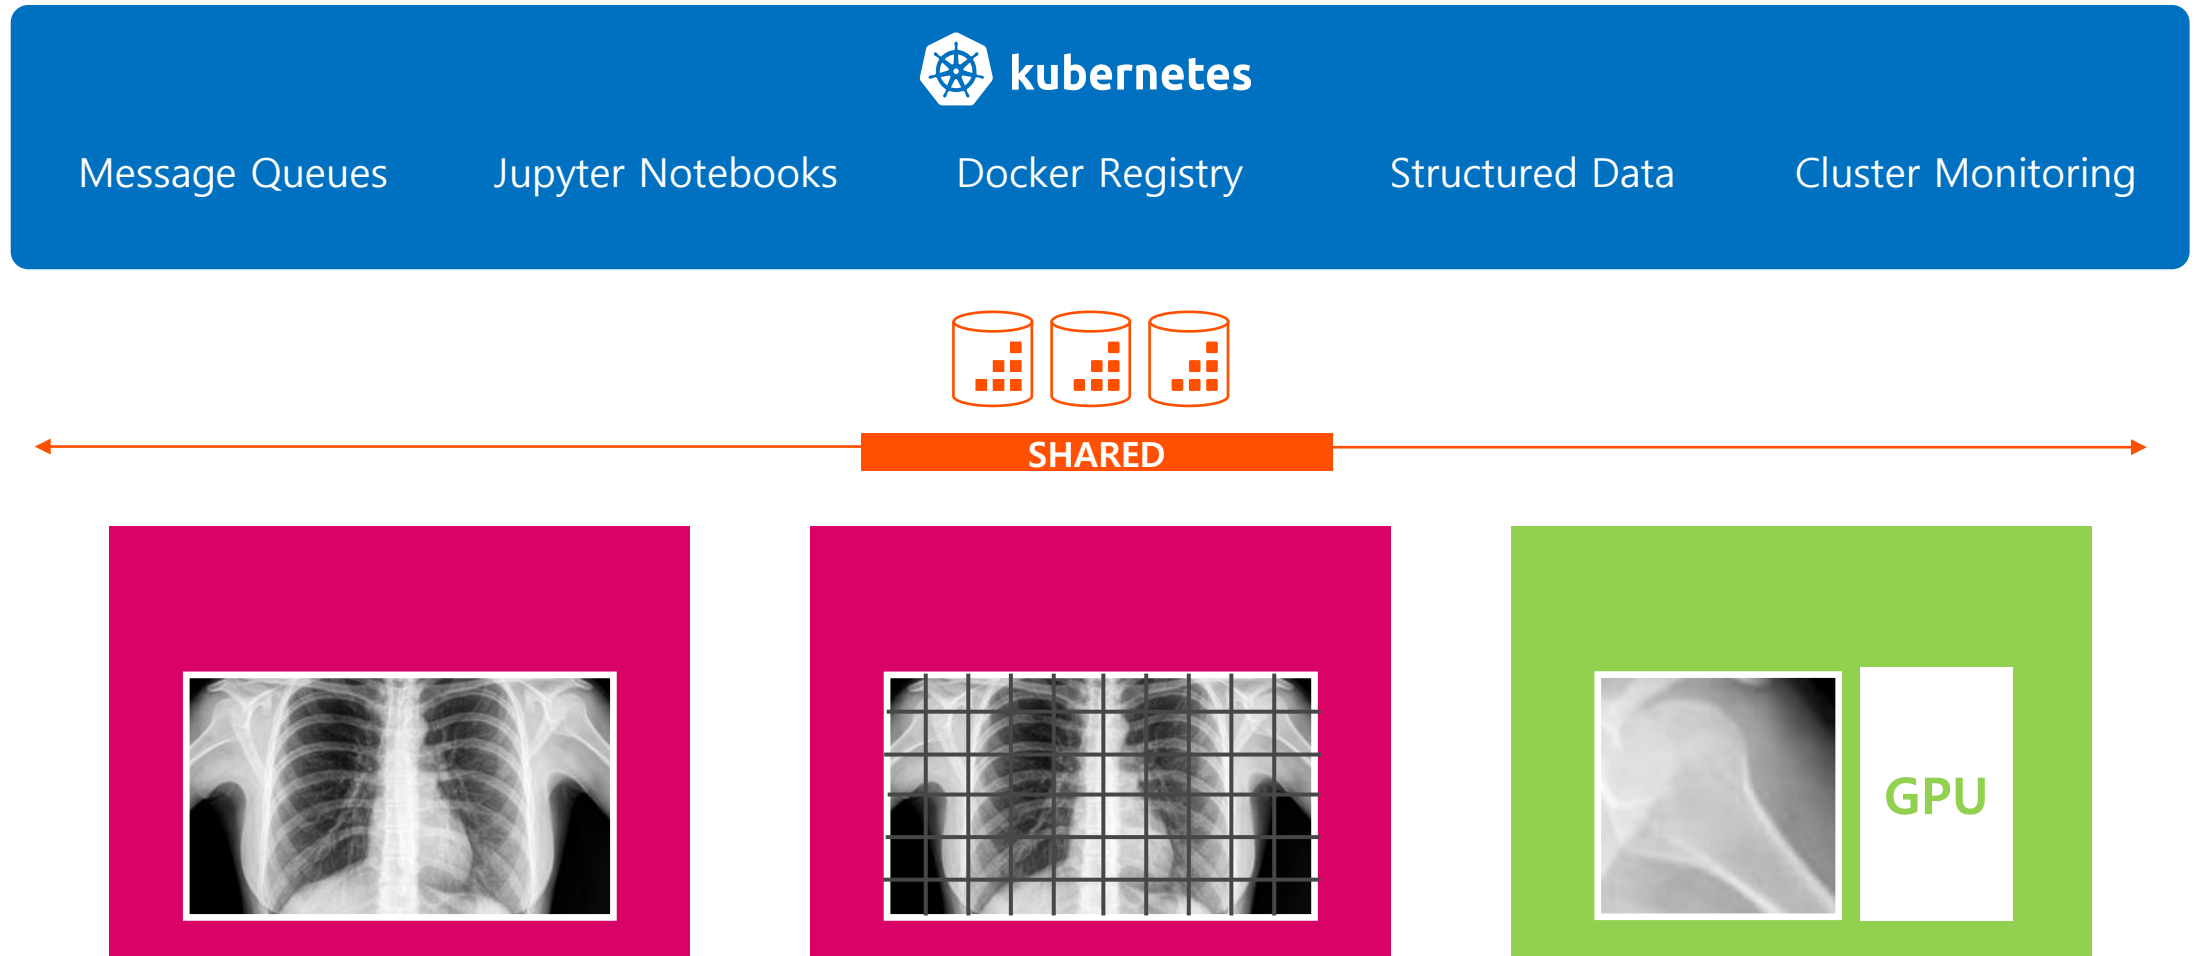 kubernetes
Message Queues Jupyter Notebooks Docker Registry Structured Data Cluster Monitoring
SHARED
GPU